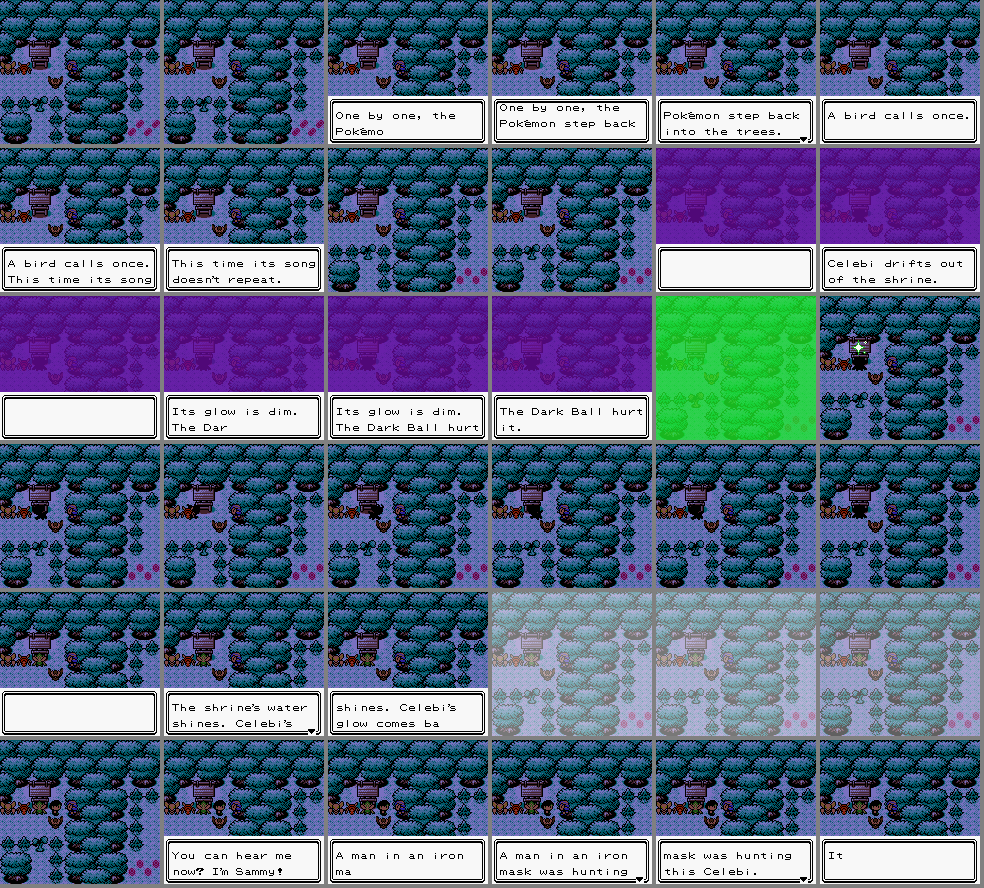 One by one, the
Pokémo
One by one, the
Pokémon step back
Pokémon step back
into the trees.
A bird calls once.
A bird calls once.
This time its song
This time its song
doesn't repeat.
Celebi drifts out
of the shrine.
Its glow is dim.
The Dar
Its glow is dim.
The Dark Ball hurt
The Dark Ball hurt
it.
The shrine's water
shines. Celebi's
shines. Celebi's
glow comes ba
You can hear me
now? I'm Sammy!
A man in an iron
ma
A man in an iron
mask was hunting
mask was hunting
this Celebi.
It